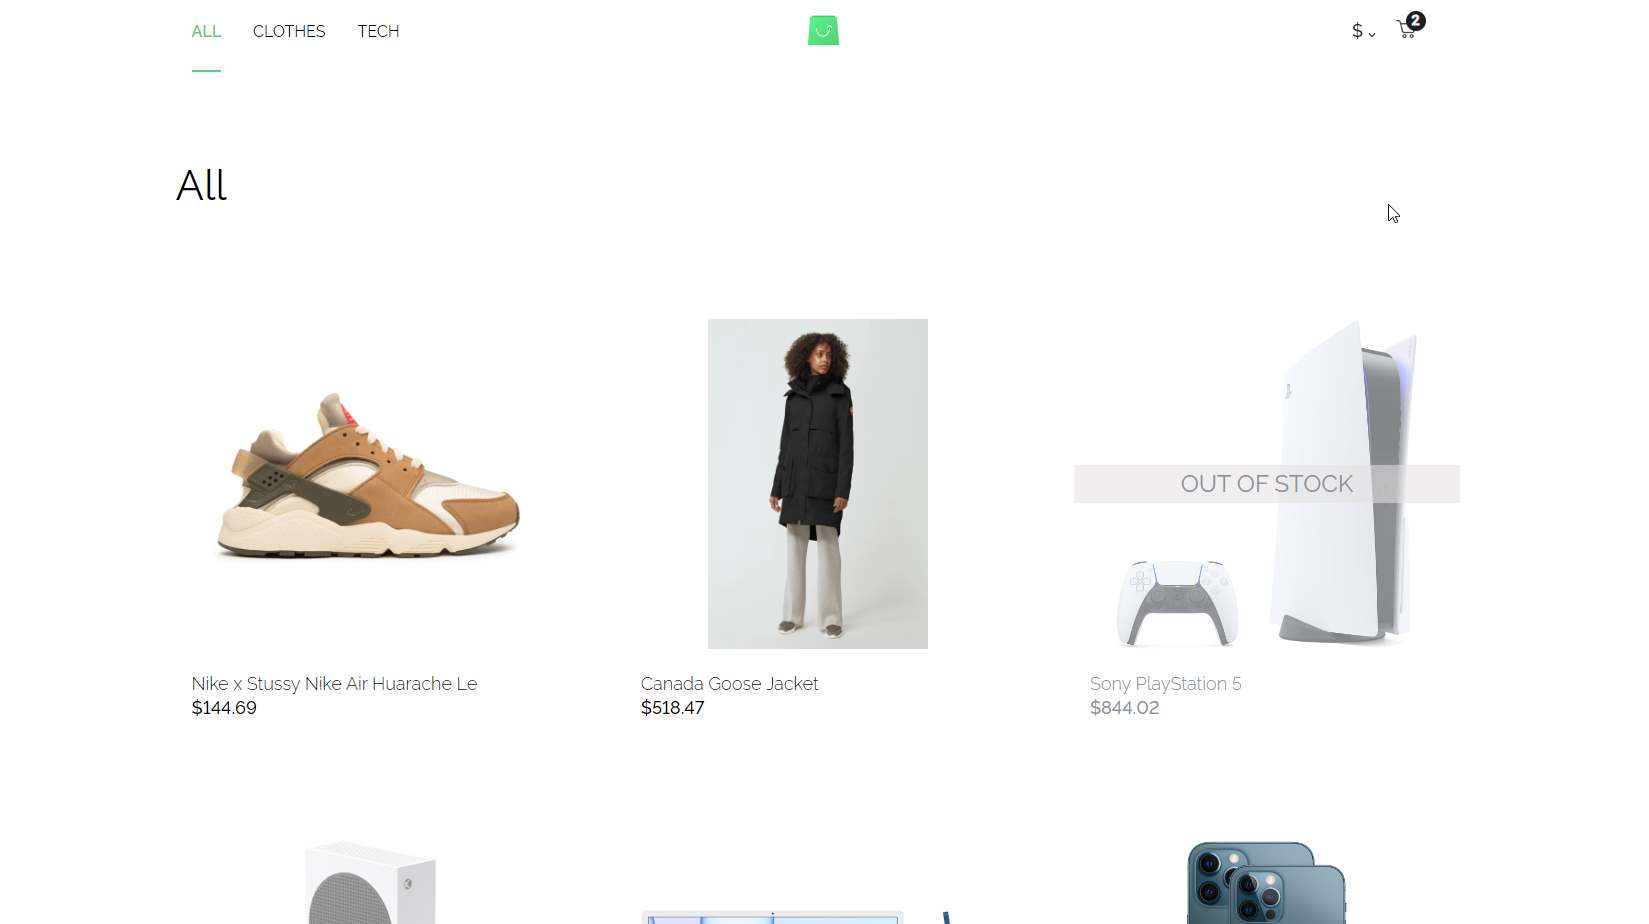 ALL CLOTHES TECH $ 2
All
OUT OF STOCK
Nike x Stussy Nike Air Huarache Le
$144.69
Canada Goose Jacket
$518.47
Sony PlayStation 5
$844.02